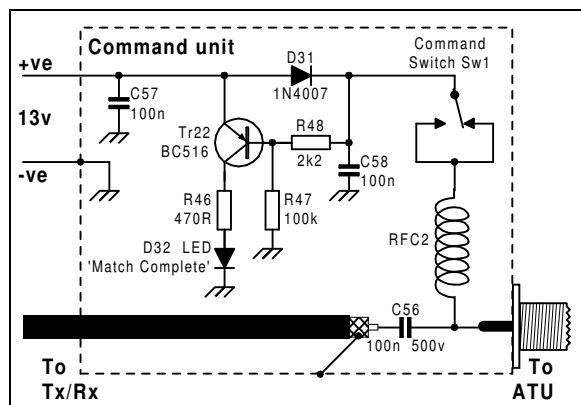 Command unit
D31
1N4007
Command
Switch Sw1
+ve
C57
100n
13v
Tr22
BC516
R48
2k2
C58
100n
-ve
R46
470R
R47
100k
RFC2
D32 LED
'Match Complete'
C56
100n 500v
To
Tx/Rx
To
ATU